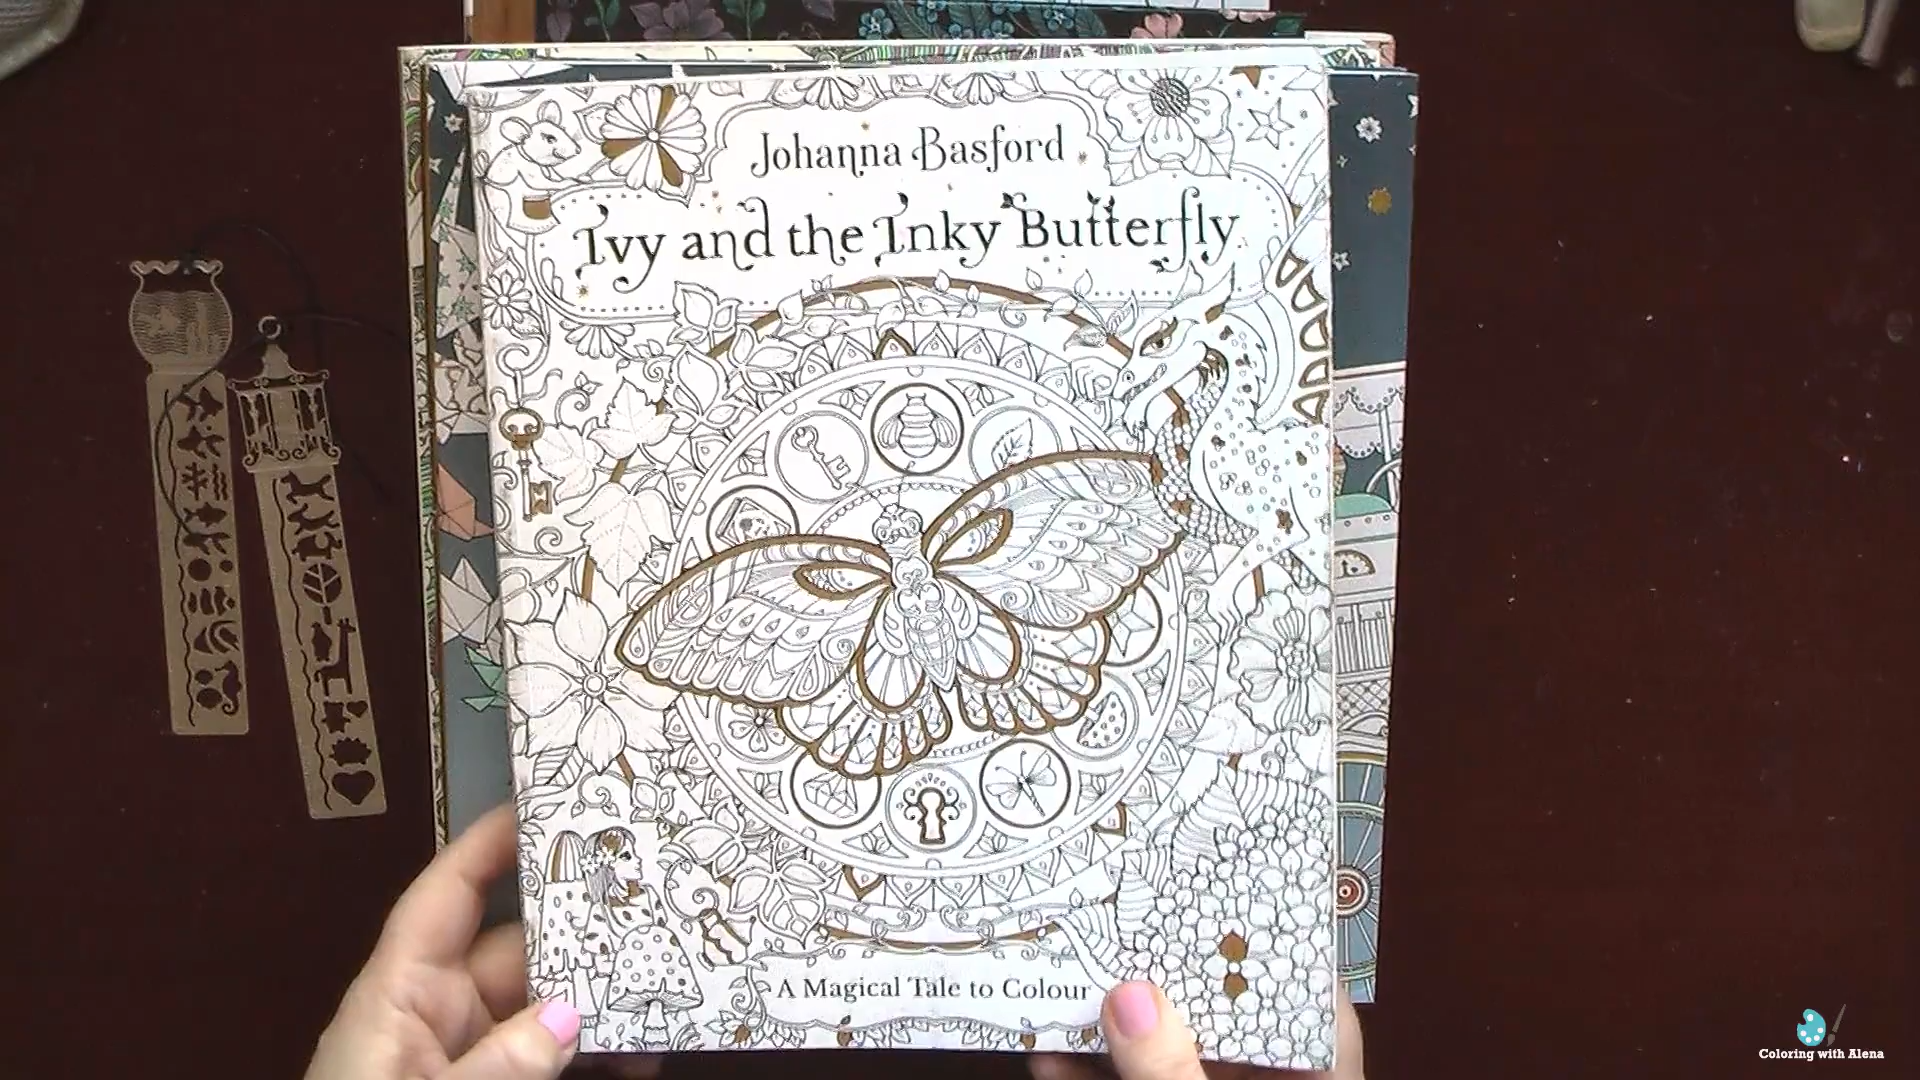 Johanna Basford
Ivy and the Inky Butterfly
A Magical Tale to Colour
Coloring with Alena